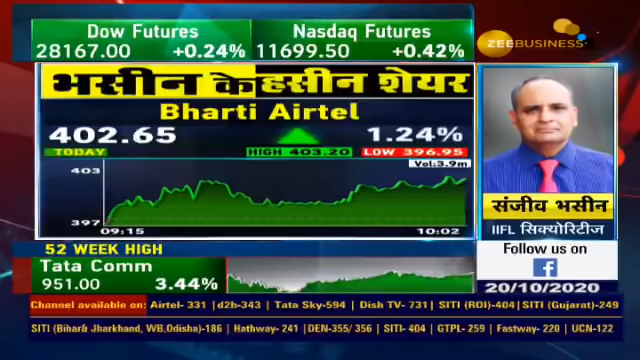 Dow Futures
28167.00 +0.24%
Nasdaq Futures
11699.50 +0.42%
ZEE BUSINESS
भसीन के हसीन शेयर
Bharti Airtel
402.65 1.24%
TODAY HIGH 403.20 LOW 396.95
Vol:3.9m
403
397
09:15 10:02
संजीव भसीन
IIFL सिक्योरिटीज
52 WEEK HIGH
Tata Comm
951.00 3.44%
Follow us on
f
20/10/2020
Channel available on: Airtel- 331 | d2h-343 | Tata Sky-594 | Dish TV- 731 | SITI (ROI)-404 | SITI (Gujarat)-249
SITI (Bihar& Jharkhand, WB,Odisha)-186 | Hathway- 241 | DEN-355/ 356 | SITI- 404 | GTPL- 259 | Fastway- 220 | UCN-122